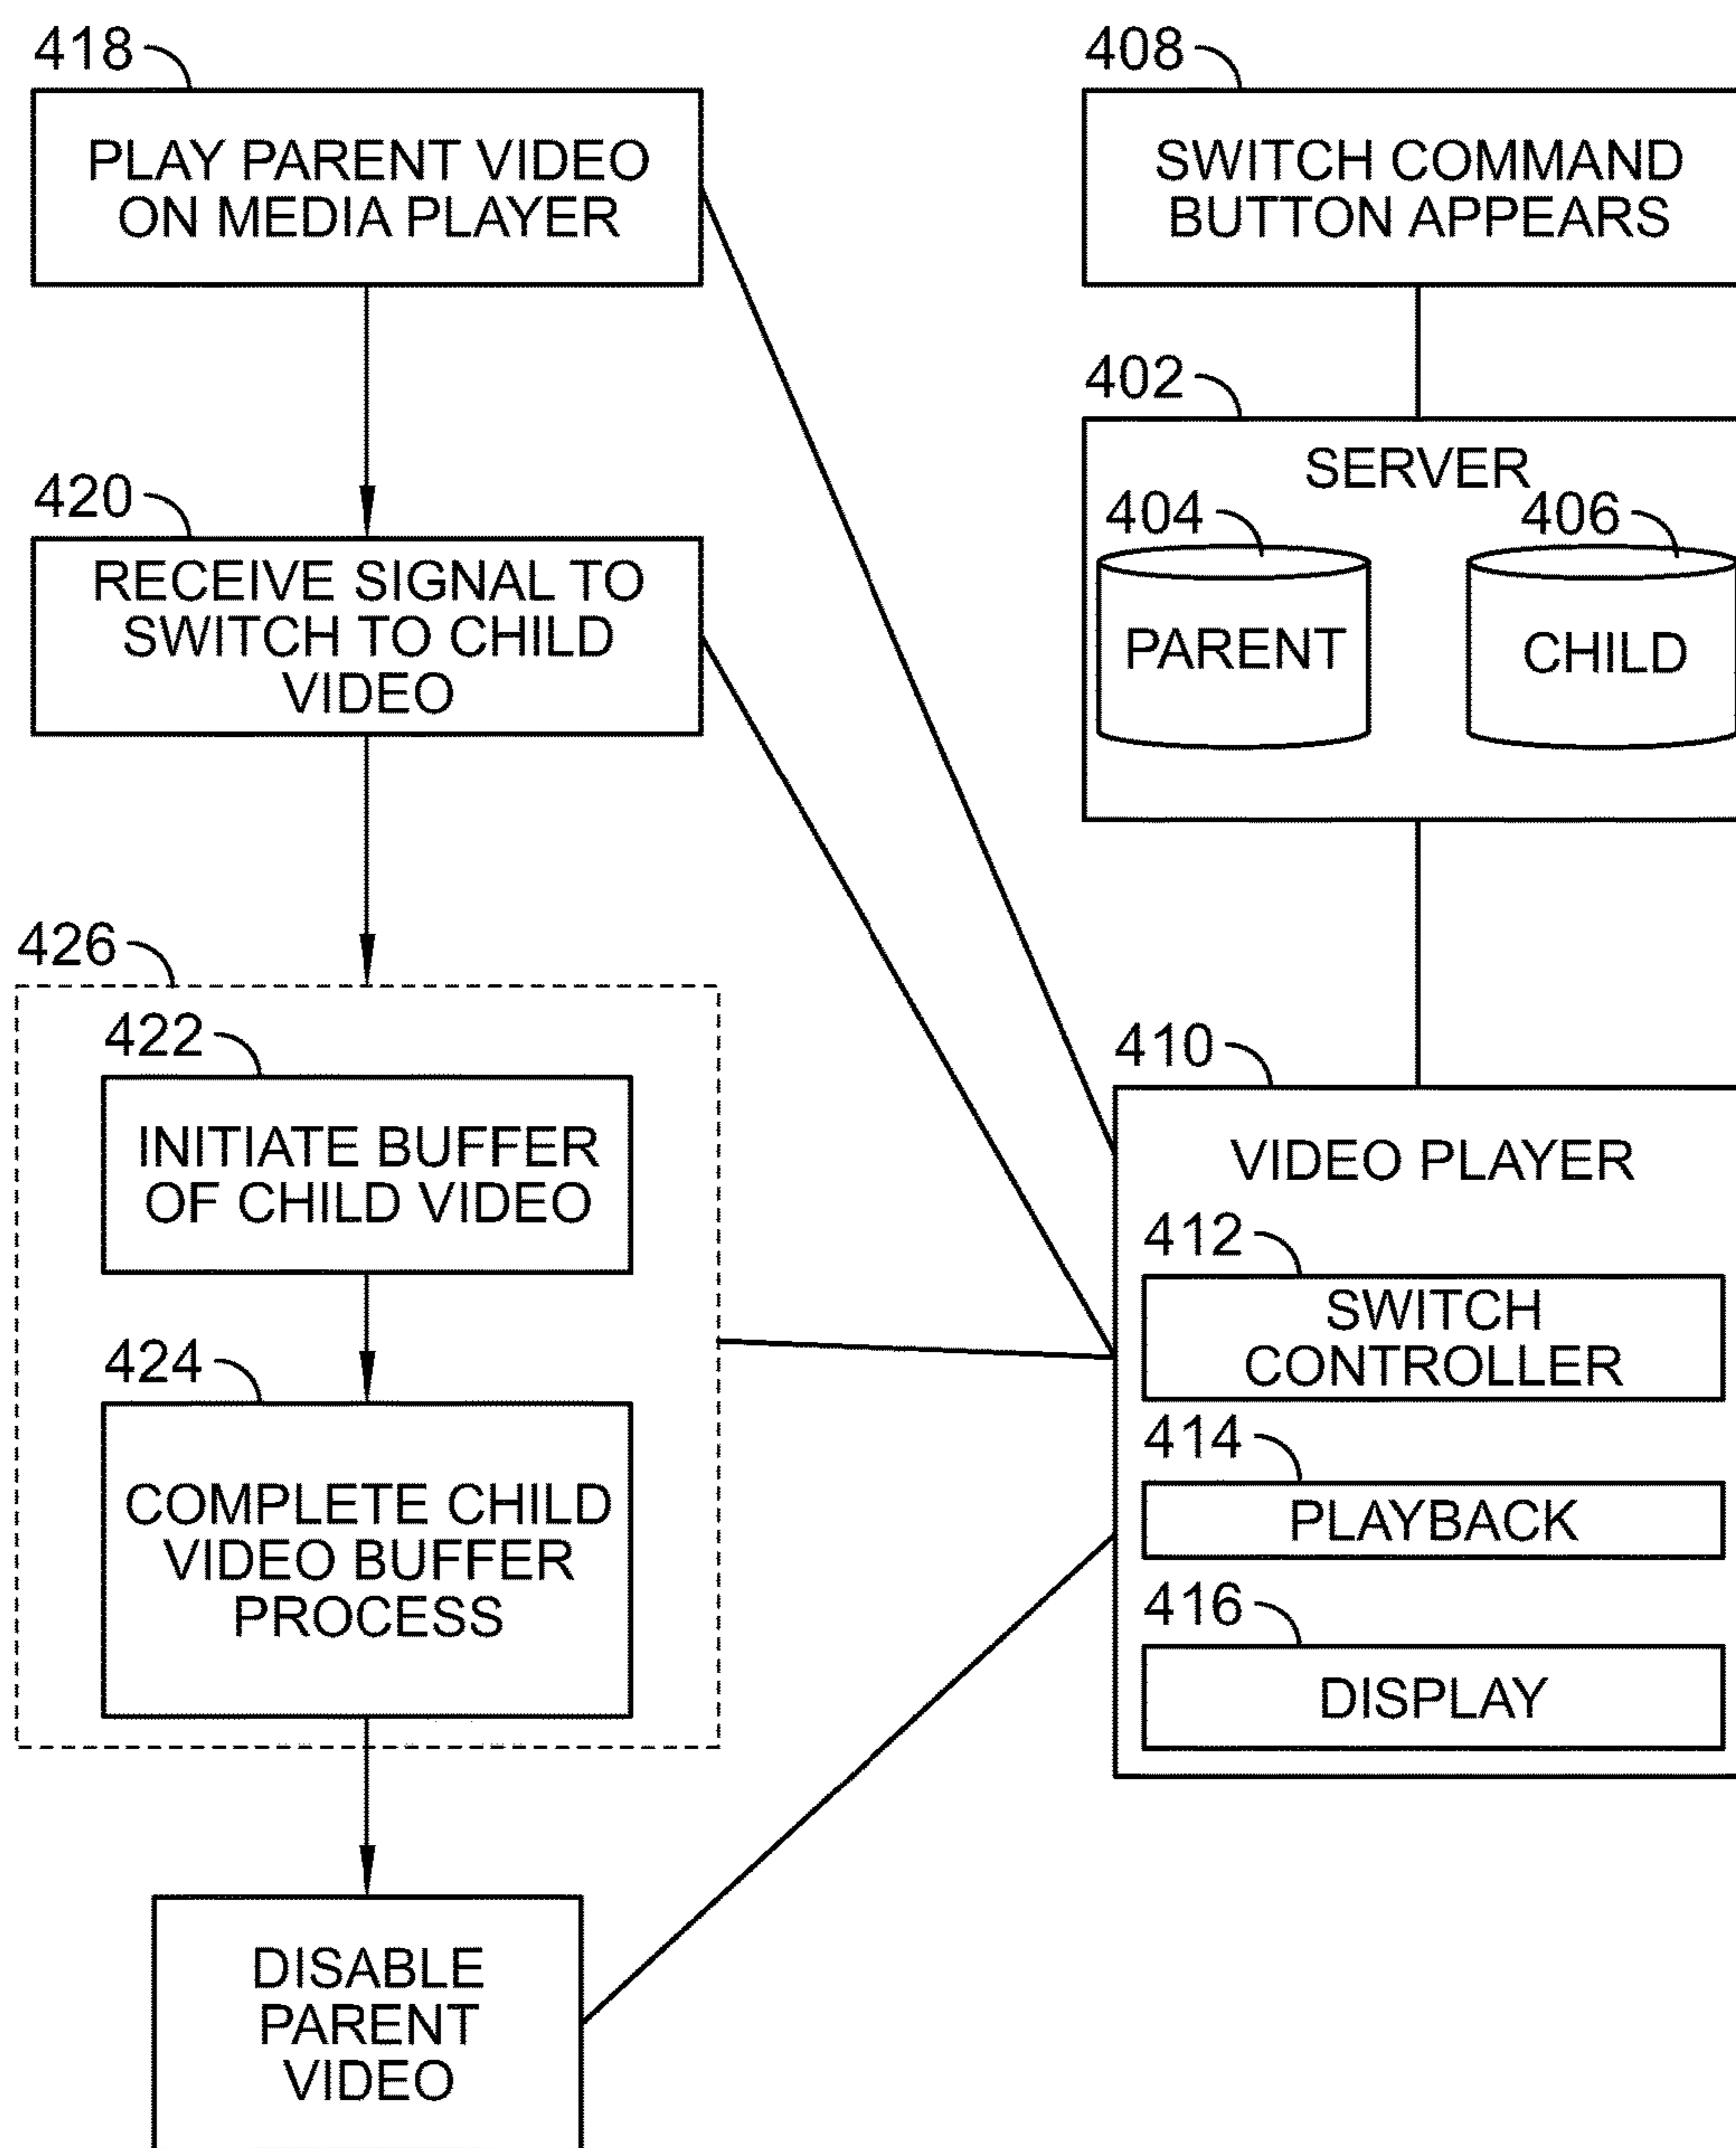 418
PLAY PARENT VIDEO
ON MEDIA PLAYER
420
RECEIVE SIGNAL TO
SWITCH TO CHILD
VIDEO
426
422
INITIATE BUFFER
OF CHILD VIDEO
424
COMPLETE CHILD
VIDEO BUFFER
PROCESS
DISABLE
PARENT
VIDEO
408
SWITCH COMMAND
BUTTON APPEARS
402
SERVER
404
PARENT
406
CHILD
410
VIDEO PLAYER
412
SWITCH
CONTROLLER
414
PLAYBACK
416
DISPLAY